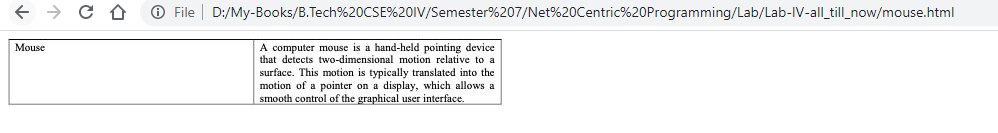 File | D:/My-Books/B.Tech%20CSE%20IV/Semester%207/Net%20Centric%20Programming/Lab/Lab-IV-all_till_now/mouse.html
Mouse
A computer mouse is a hand-held pointing device
that detects two-dimensional motion relative to a
surface. This motion is typically translated into the
motion of a pointer on a display, which allows a
smooth control of the graphical user interface.